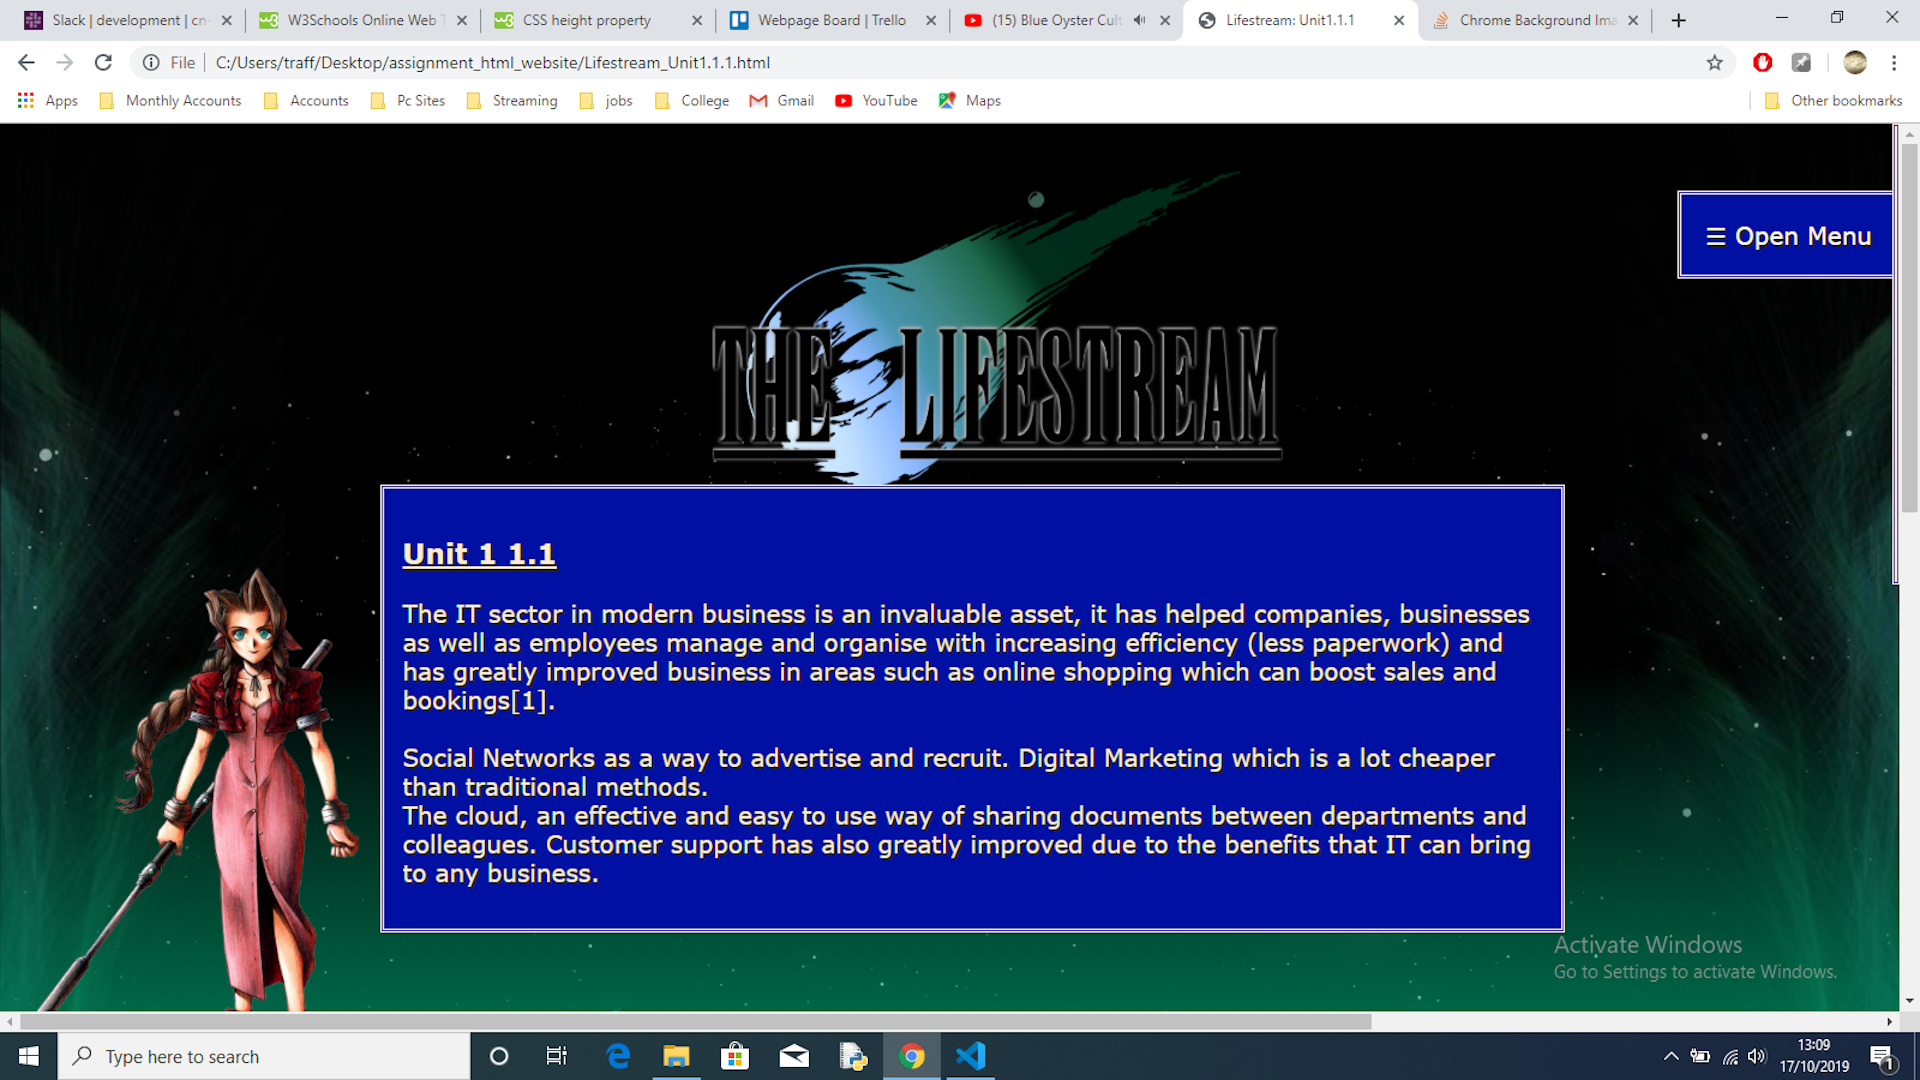 Slack | development | cn-
W3Schools Online Web T
CSS height property
Webpage Board | Trello
(15) Blue Oyster Cult
Lifestream: Unit1.1.1
Chrome Background Ima
File
C:/Users/traff/Desktop/assignment_html_website/Lifestream_Unit1.1.1.html
Apps
Monthly Accounts
Accounts
Pc Sites
Streaming
jobs
College
Gmail
YouTube
Maps
Other bookmarks
☰ Open Menu
THE LIFESTREAM
Unit 1 1.1
The IT sector in modern business is an invaluable asset, it has helped companies, businesses
as well as employees manage and organise with increasing efficiency (less paperwork) and
has greatly improved business in areas such as online shopping which can boost sales and
bookings[1].
Social Networks as a way to advertise and recruit. Digital Marketing which is a lot cheaper
than traditional methods.
The cloud, an effective and easy to use way of sharing documents between departments and
colleagues. Customer support has also greatly improved due to the benefits that IT can bring
to any business.
Activate Windows
Go to Settings to activate Windows.
Type here to search
13:09
17/10/2019
1